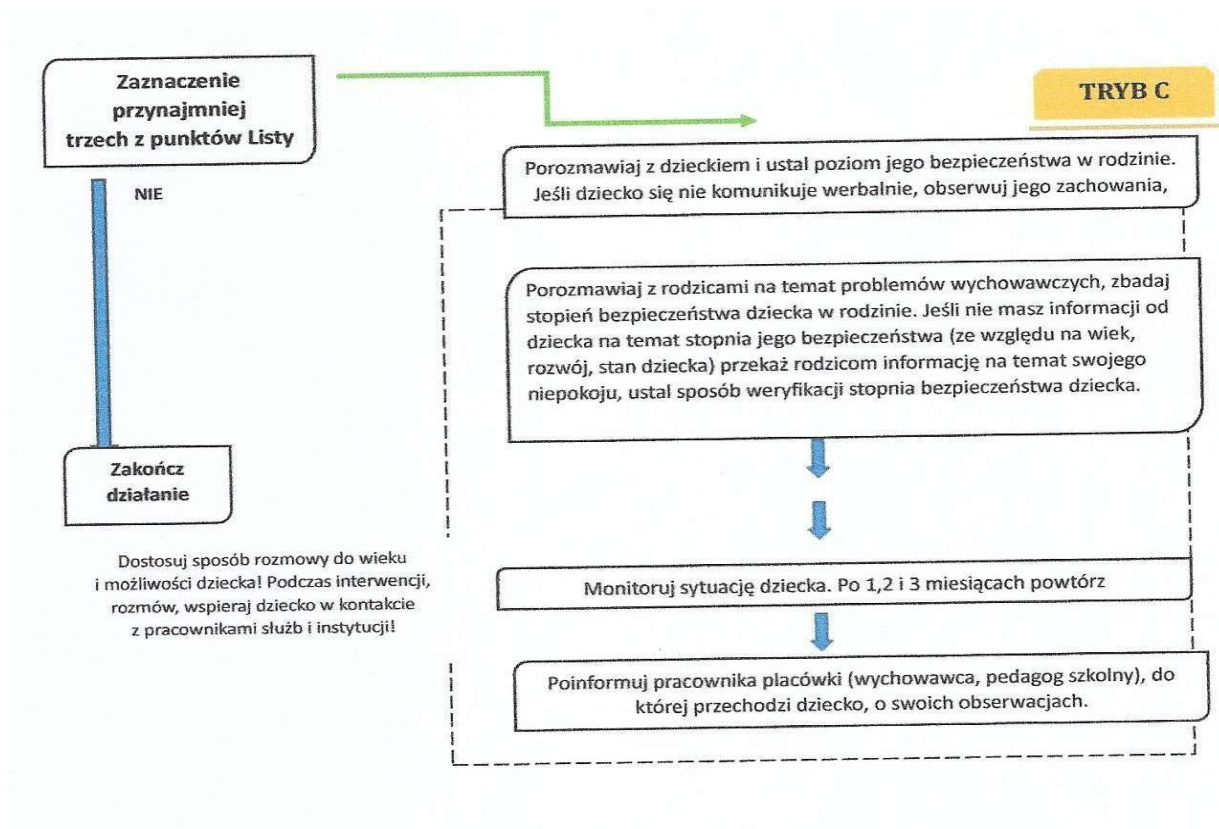 Zaznaczenie
przynajmniej
trzech z punktów Listy
NIE
Zakończ
działanie
Dostosuj sposób rozmowy do wieku
i możliwości dziecka! Podczas interwencji,
rozmów, wspieraj dziecko w kontakcie
z pracownikami służb i instytucji!
TRYB C
Porozmawiaj z dzieckiem i ustal poziom jego bezpieczeństwa w rodzinie.
Jeśli dziecko się nie komunikuje werbalnie, obserwuj jego zachowania,
Porozmawiaj z rodzicami na temat problemów wychowawczych, zbadaj
stopień bezpieczeństwa dziecka w rodzinie. Jeśli nie masz informacji od
dziecka na temat stopnia jego bezpieczeństwa (ze względu na wiek,
rozwój, stan dziecka) przekaż rodzicom informację na temat swojego
niepokoju, ustal sposób weryfikacji stopnia bezpieczeństwa dziecka.
Monitoruj sytuację dziecka. Po 1,2 i 3 miesiącach powtórz
Poinformuj pracownika placówki (wychowawca, pedagog szkolny), do
której przechodzi dziecko, o swoich obserwacjach.